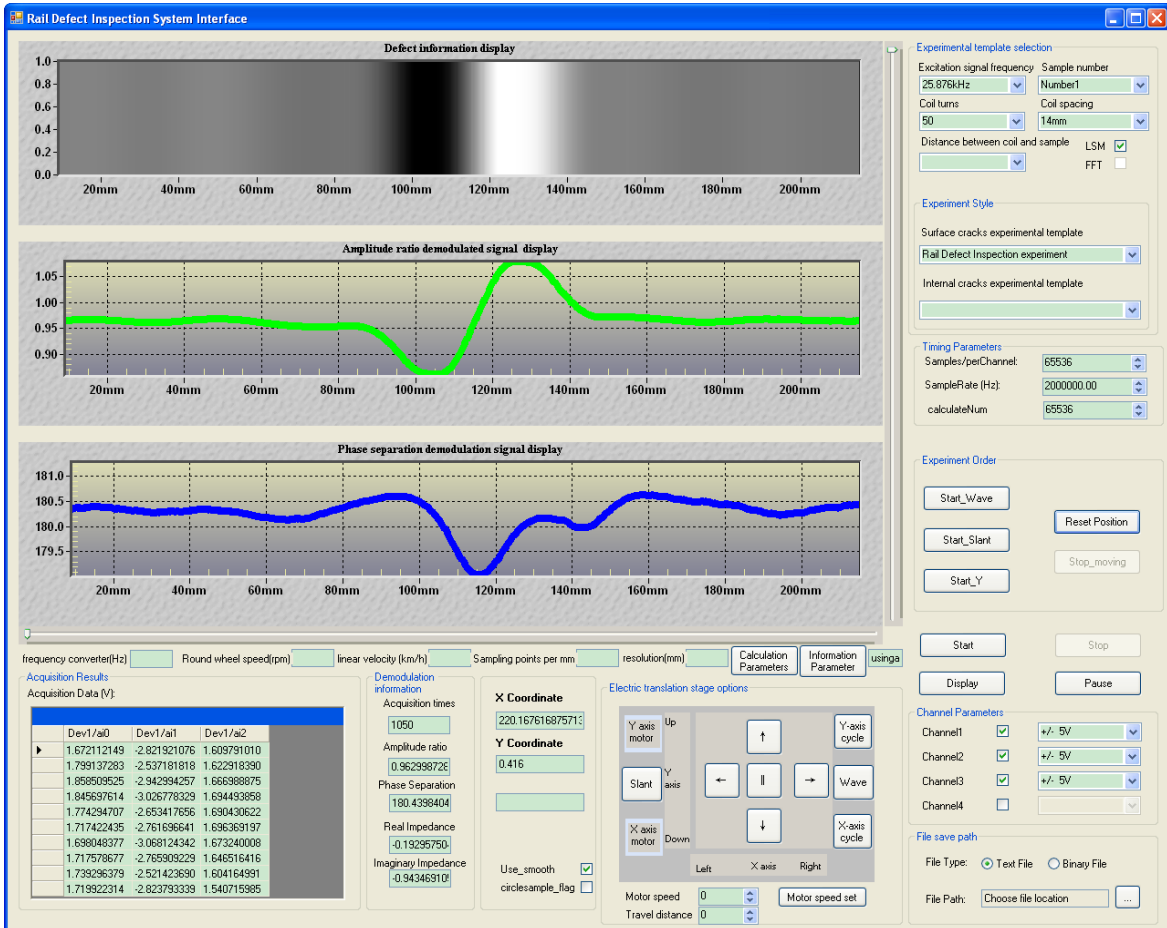 Rail Defect Inspection System Interface
Defect information display
1.0
0.8
0.6
0.4
0.2
0.0
20mm 40mm 60mm 80mm 100mm 120mm 140mm 160mm 180mm 200mm
Amplitude ratio demodulated signal display
1.05
1.00
0.95
0.90
20mm 40mm 60mm 80mm 100mm 120mm 140mm 160mm 180mm 200mm
Phase separation demodulation signal display
181.0
180.5
180.0
179.5
20mm 40mm 60mm 80mm 100mm 120mm 140mm 160mm 180mm 200mm
frequency converter(Hz) Round wheel speed(rpm) linear velocity (km/h) Sampling points per mm resolution(mm) Calculation Parameters Information Parameter usinga
Acquisition Results
Acquisition Data (V):
Dev1/ai0 Dev1/ai1 Dev1/ai2
1.672112149 -2.821921076 1.609791010
1.799137283 -2.537181818 1.622918390
1.858509525 -2.942994257 1.666988875
1.845697614 -3.026778329 1.694493858
1.774294707 -2.653417656 1.690430622
1.717422435 -2.761696641 1.696369197
1.698048377 -3.068124342 1.673240008
1.717578677 -2.765909229 1.646516416
1.739296379 -2.521423690 1.604164991
1.719922314 -2.823793339 1.540715985
Demodulation
information
Acquisition times
1050
Amplitude ratio
0.962998728
Phase Separation
180.4398404
Real Impedance
-0.19295750
Imaginary Impedance
-0.9434691
X Coordinate
220.16761687571
Y Coordinate
0.416
Use_smooth
circlesample_flag
Electric translation stage options
Y axis
motor
Up
↑
Y-axis
cycle
Slant
Y
axis
← || →
Wave
X axis
motor
Down
↓
X-axis
cycle
Left X axis Right
Motor speed 0 Motor speed set
Travel distance 0
Experimental template selection
Excitation signal frequency Sample number
25.876kHz Number1
Coil turns Coil spacing
50 14mm
Distance between coil and sample LSM
FFT
Experiment Style
Surface cracks experimental template
Rail Defect Inspection experiment
Internal cracks experimental template
Timing Parameters
Samples/perChannel: 65536
SampleRate (Hz): 2000000.00
calculateNum 65536
Experiment Order
Start_Wave
Reset Position
Start_Slant
Stop_moving
Start_Y
Start Stop
Display Pause
Channel Parameters
Channel1 +/- 5V
Channel2 +/- 5V
Channel3 +/- 5V
Channel4
File save path
File Type: Text File Binary File
File Path: Choose file location ...